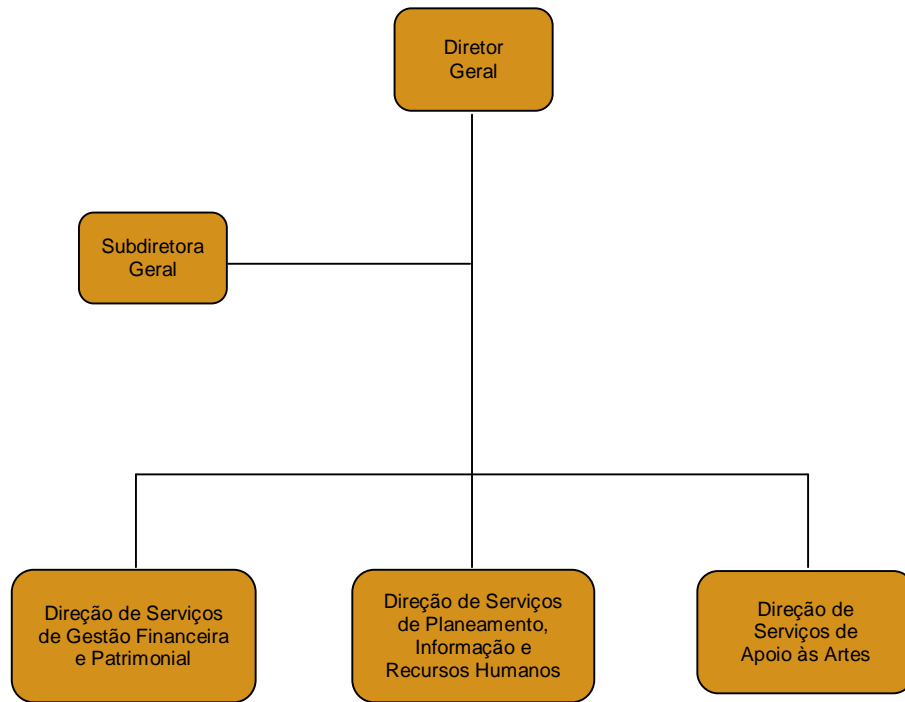 Diretor
Geral
Subdiretora
Geral
Direção de Serviços
de Gestão Financeira
e Patrimonial
Direção de Serviços
de Planeamento,
Informação e
Recursos Humanos
Direção de
Serviços de
Apoio às Artes